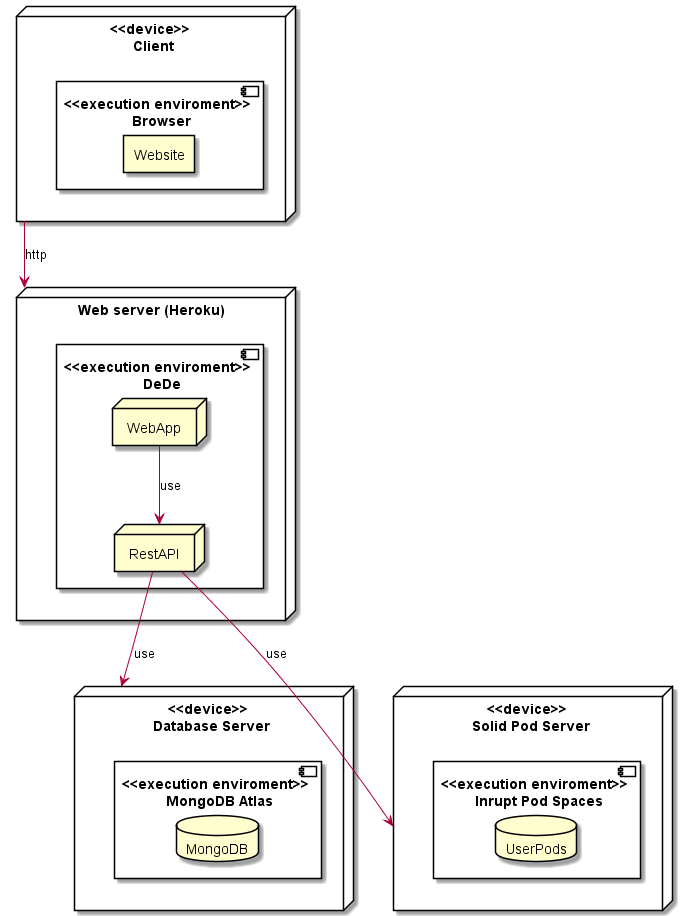 <<device>>
Client
<<execution enviroment>>
Browser
Website
http
Web server (Heroku)
<<execution enviroment>>
DeDe
WebApp
use
RestAPI
use
use
<<device>>
Database Server
<<execution enviroment>>
MongoDB Atlas
MongoDB
<<device>>
Solid Pod Server
<<execution enviroment>>
Inrupt Pod Spaces
UserPods